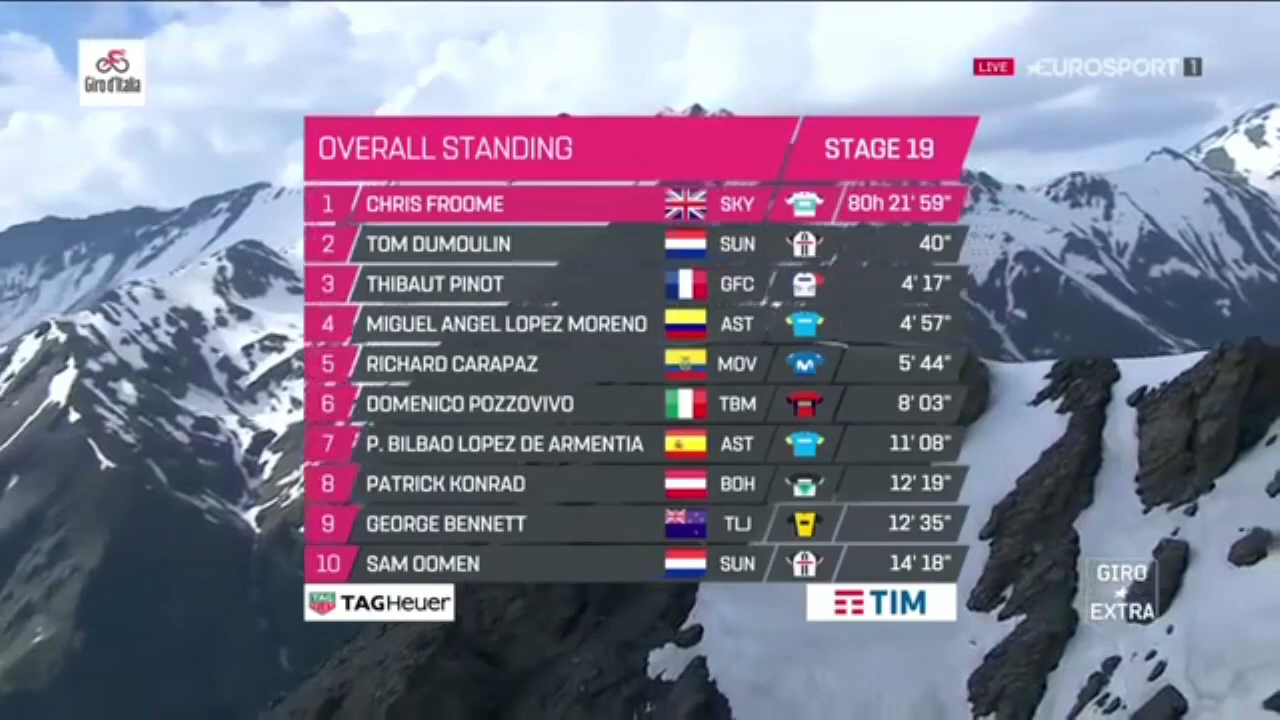 Giro d'Italia
LIVE EUROSPORT 1
OVERALL STANDING STAGE 19
1 CHRIS FROOME SKY 80h 21' 59"
2 TOM DUMOULIN SUN 40"
3 THIBAUT PINOT GFC 4' 17"
4 MIGUEL ANGEL LOPEZ MORENO AST 4' 57"
5 RICHARD CARAPAZ MOV 5' 44"
6 DOMENICO POZZOVIVO TBM 8' 03"
7 P. BILBAO LOPEZ DE ARMENTIA AST 11' 08"
8 PATRICK KONRAD BOH 12' 19"
9 GEORGE BENNETT TLJ 12' 35"
10 SAM OOMEN SUN 14' 18"
TAG TAGHeuer TIM
GIRO
EXTRA